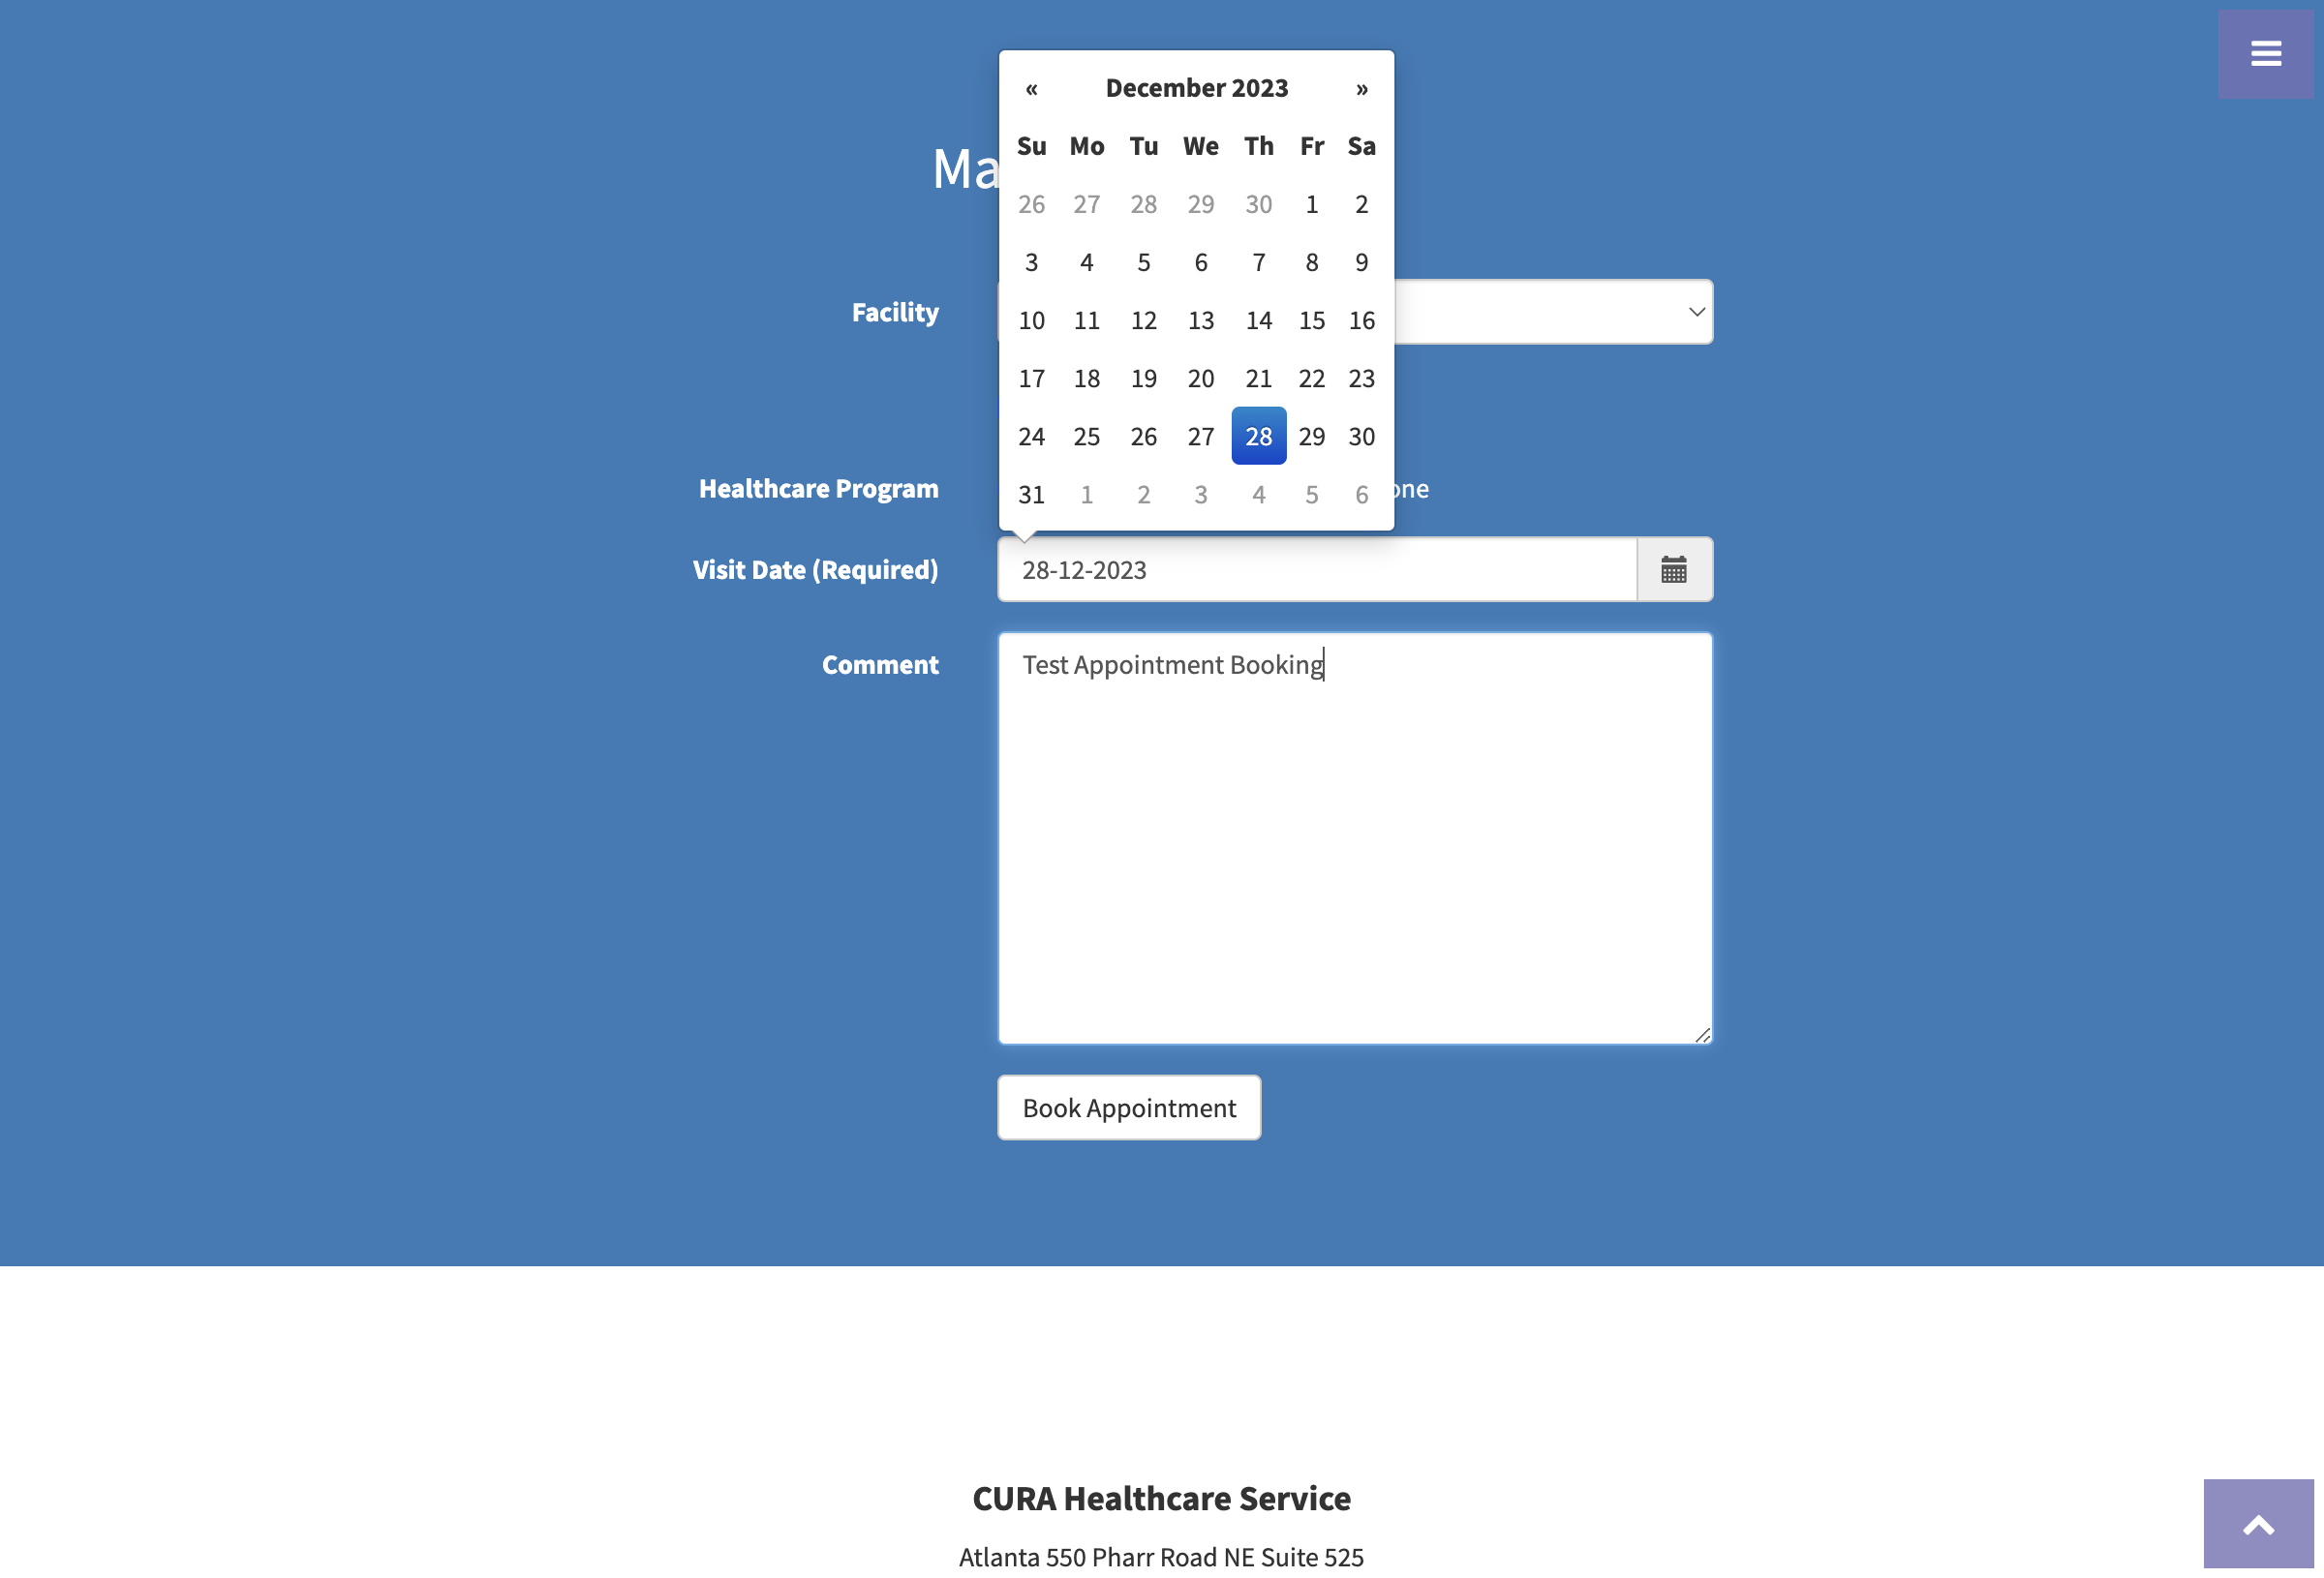 « December 2023 »
Su Mo Tu We Th Fr Sa
26 27 28 29 30 1 2
3 4 5 6 7 8 9
10 11 12 13 14 15 16
17 18 19 20 21 22 23
24 25 26 27 28 29 30
31 1 2 3 4 5 6
Ma
Facility
Healthcare Program
one
Visit Date (Required)
28-12-2023
Comment
Test Appointment Booking
Book Appointment
CURA Healthcare Service
Atlanta 550 Pharr Road NE Suite 525